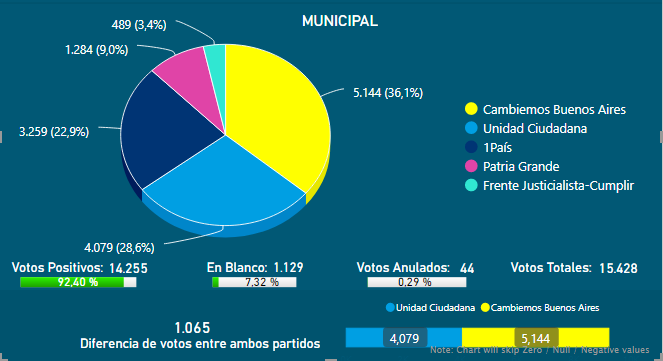 MUNICIPAL
489 (3,4%)
1.284 (9,0%)
5.144 (36,1%)
3.259 (22,9%)
4.079 (28,6%)
Cambiemos Buenos Aires
Unidad Ciudadana
1País
Patria Grande
Frente Justicialista-Cumplir
Votos Positivos: 14.255
92,40 %
En Blanco: 1.129
7,32 %
Votos Anulados: 44
0,29 %
Votos Totales: 15.428
1.065
Diferencia de votos entre ambos partidos
Unidad Ciudadana Cambiemos Buenos Aires
4,079 5,144
Note: Chart will skip Zero / Null / Negative values